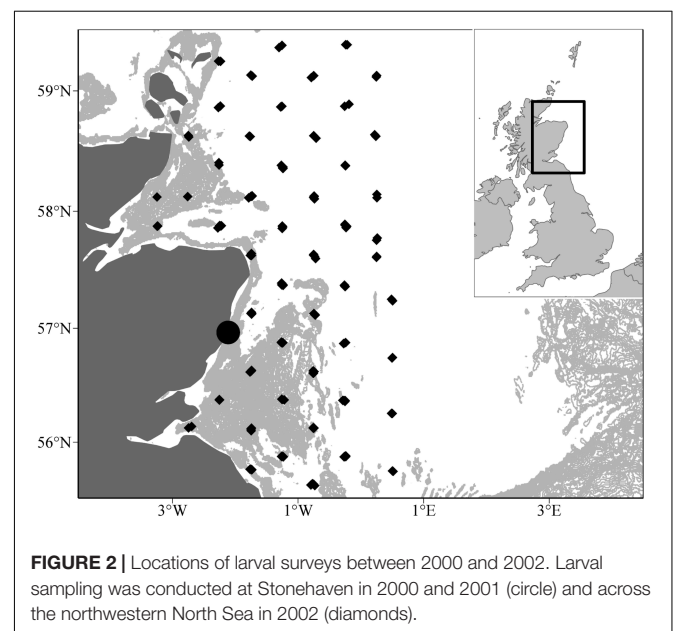 59°N
58°N
57°N
56°N
3°W
1°W
1°E
3°E
FIGURE 2 | Locations of larval surveys between 2000 and 2002. Larval
sampling was conducted at Stonehaven in 2000 and 2001 (circle) and across
the northwestern North Sea in 2002 (diamonds).